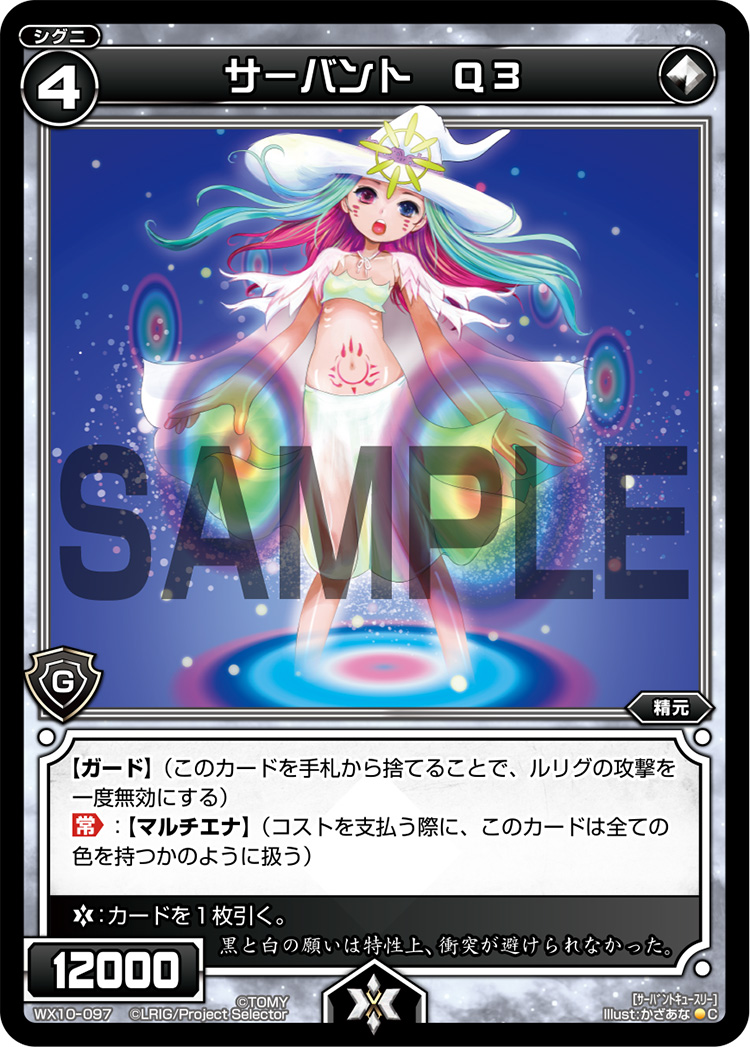 シグニ
4
サーバント Q3
SAMPLE
G
精元
【ガード】（このカードを手札から捨てることで、ルリグの攻撃を
一度無効にする）
常：【マルチエナ】（コストを支払う際に、このカードは全ての
色を持つかのように扱う）
：カードを１枚引く。
黒と白の願いは特性上、衝突が避けられなかった。
12000
WX10-097 ©LRIG/Project Selector
©TOMY
[サーバントキュースリー]
Illust:かざあな C